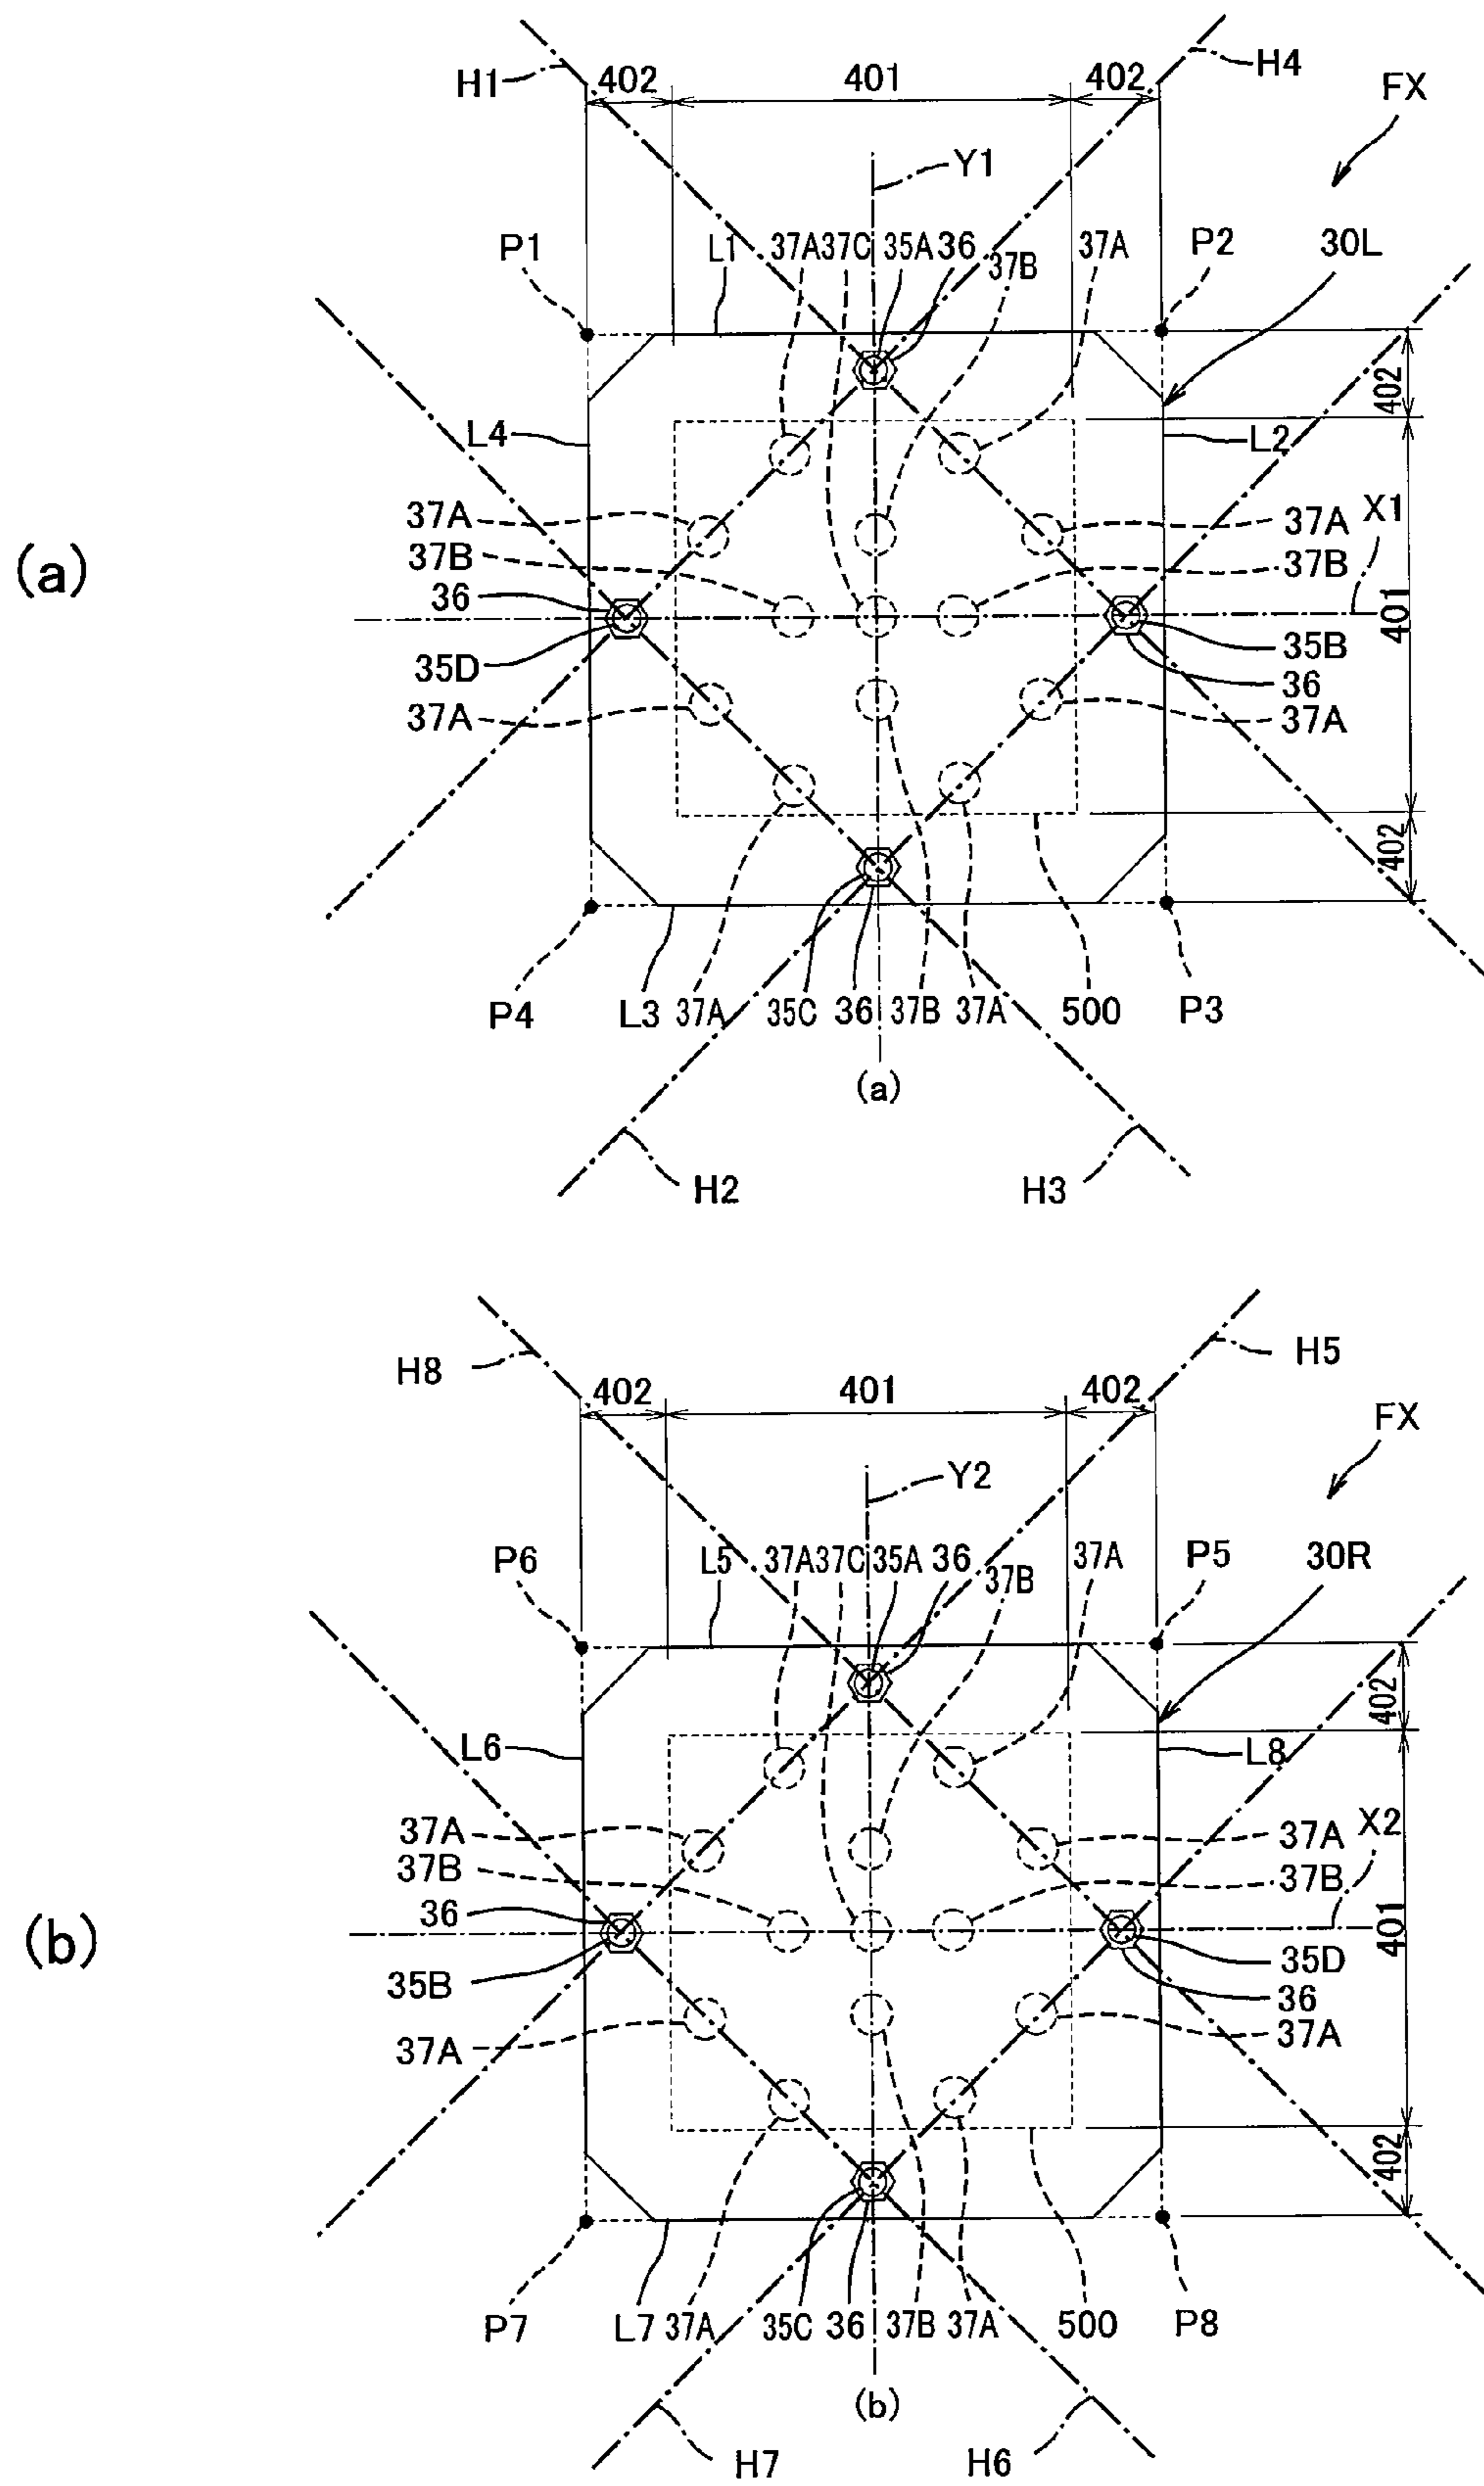 H1 402 401 402 H4
FX
Y1
P1 L1 37A 37C 35A 36 37B 37A P2 30L
402
L4 L2
37A 37A X1
37B 37B
(a) 36 401
35D 35B
36
37A 37A
402
P4 L3 37A 35C 36 37B 37A 500 P3
(a)
H2 H3
H8 402 401 402 H5
FX
Y2
P6 L5 37A 37C 35A 36 37B 37A P5 30R
402
L6 L8
37A 37A X2
37B 37B
(b) 36 401
35B 35D
36
37A 37A
402
P7 L7 37A 35C 36 37B 37A 500 P8
(b)
H7 H6